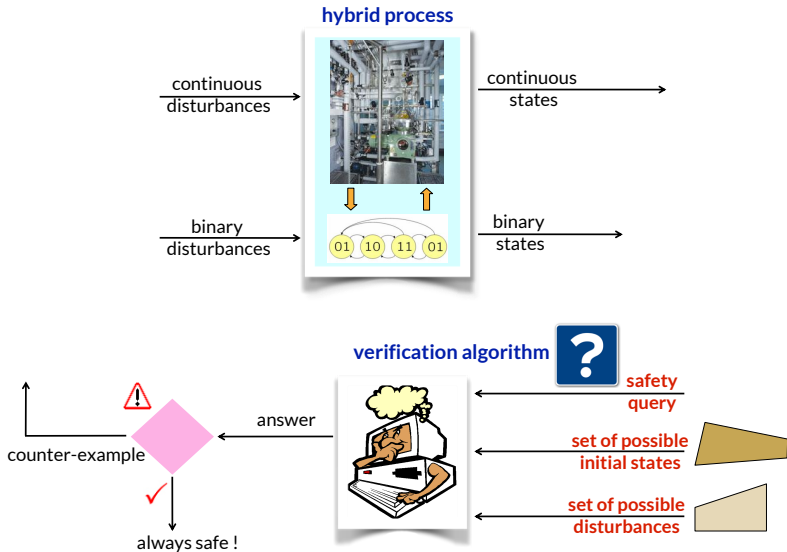 hybrid process
continuous
disturbances
continuous
states
binary
disturbances
binary
states
01 10 11 01
verification algorithm
?
safety
query
answer
set of possible
initial states
counter-example
set of possible
disturbances
always safe !